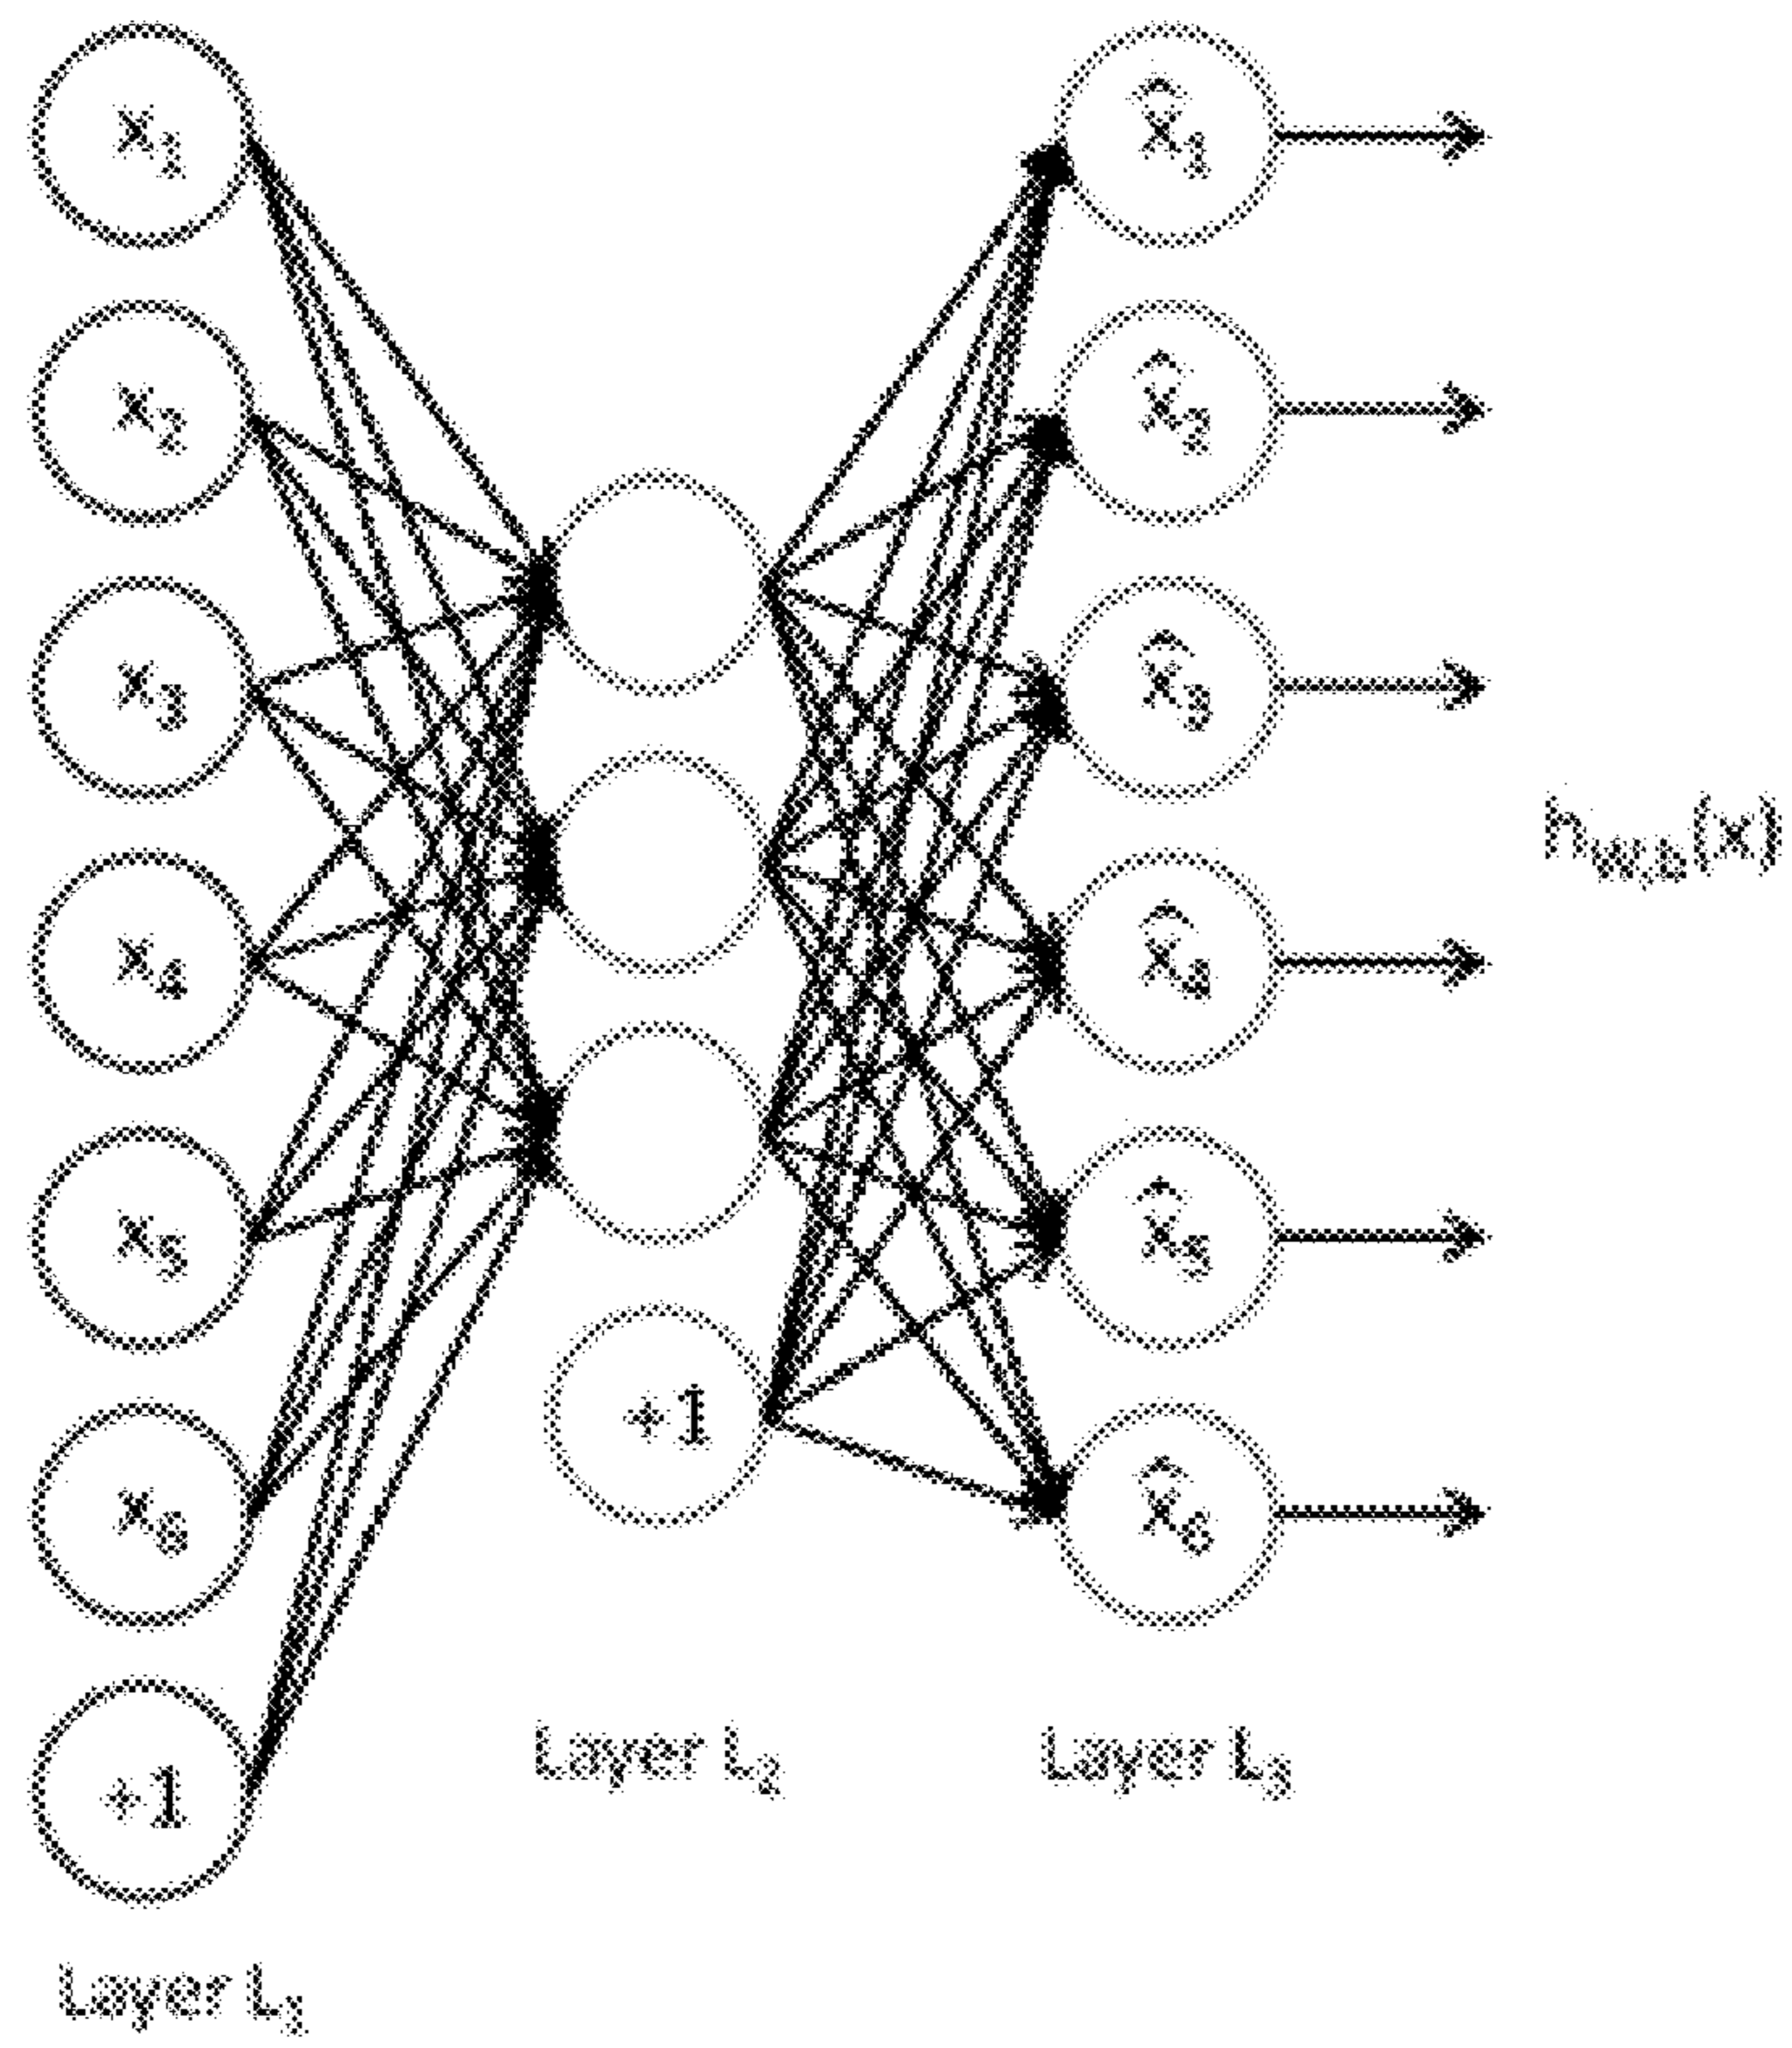 x₁
x₂
x₃
x₄
x₅
x₆
+1
Layer L₁
+1
Layer L₂
x̂₁
x̂₂
x̂₃
x̂₄
x̂₅
x̂₆
Layer L₃
h_W,b(x)